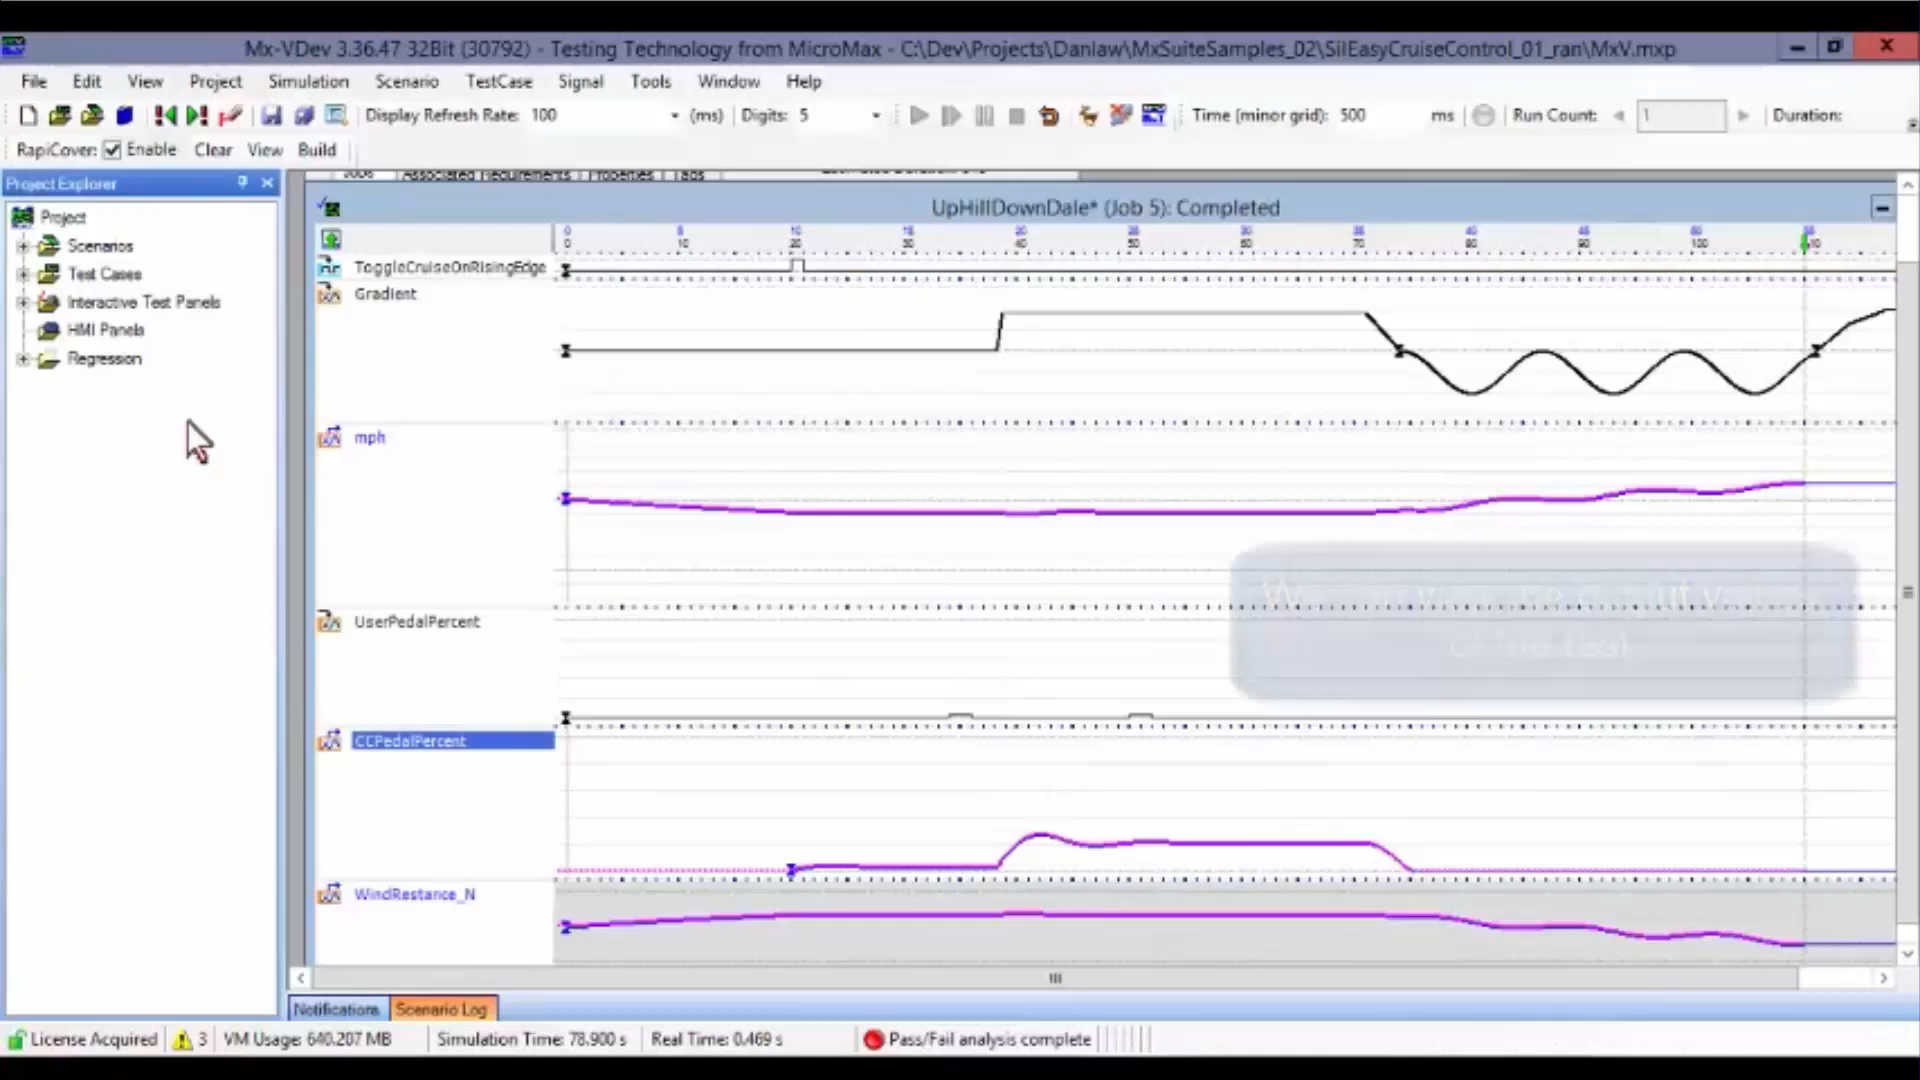 Mx-VDev 3.36.47 32Bit (30792) - Testing Technology from MicroMax - C:\Dev\Projects\Danlaw\MxSuiteSamples_02\SilEasyCruiseControl_01_ran\MxV.mxp
File Edit View Project Simulation Scenario TestCase Signal Tools Window Help
Display Refresh Rate: 100 (ms) Digits: 5 Time (minor grid): 500 ms Run Count: 1 Duration:
RapiCover: Enable Clear View Build
Project Explorer
Jobs Associated Requirements Properties Tags
Project
Scenarios
Test Cases
Interactive Test Panels
HMI Panels
Regression
UpHillDownDale* (Job 5): Completed
ToggleCruiseOnRisingEdge
Gradient
mph
UserPedalPercent
CCPedalPercent
WindRestance_N
Notifications Scenario Log
License Acquired 3 VM Usage: 640.207 MB Simulation Time: 78.900 s Real Time: 0.469 s Pass/Fail analysis complete